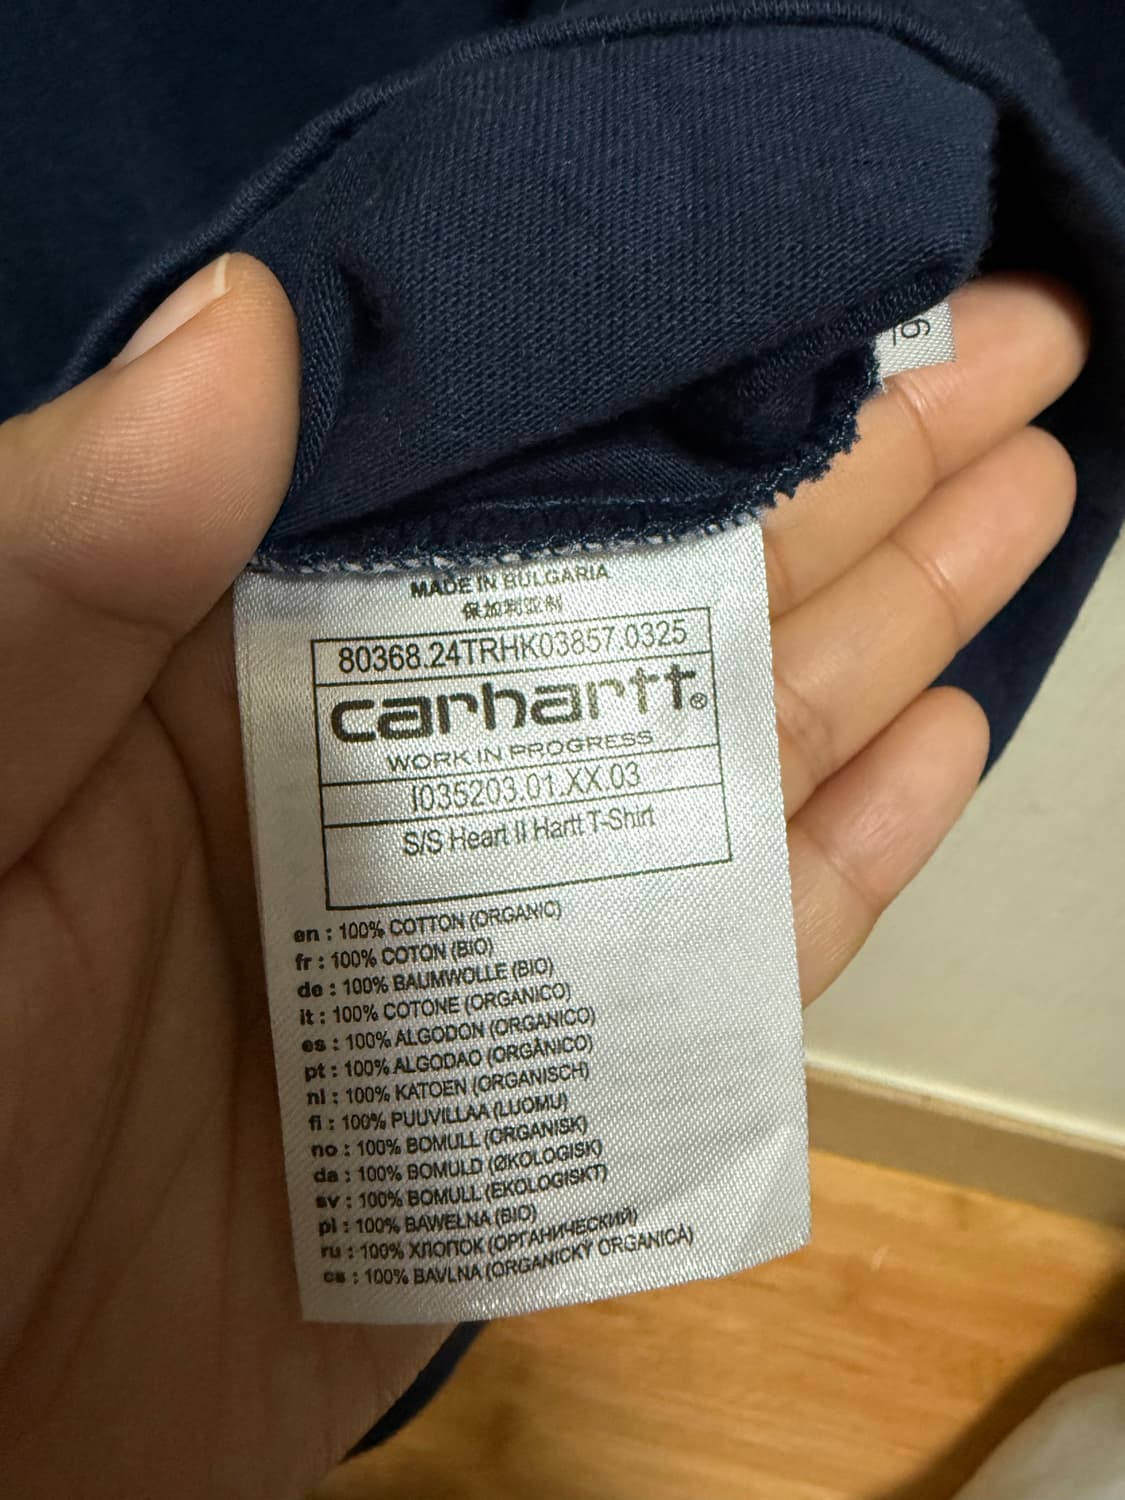 MADE IN BULGARIA
保加利亚制
80368.24TRHK03857.0325
carhartt®
WORK IN PROGRESS
I035203.01.XX.03
S/S Heart II Hartt T-Shirt
en : 100% COTTON (ORGANIC)
fr : 100% COTON (BIO)
de : 100% BAUMWOLLE (BIO)
it : 100% COTONE (ORGANICO)
es : 100% ALGODON (ORGANICO)
pt : 100% ALGODAO (ORGÂNICO)
nl : 100% KATOEN (ORGANISCH)
fi : 100% PUUVILLAA (LUOMU)
no : 100% BOMULL (ORGANISK)
da : 100% BOMULD (ØKOLOGISK)
sv : 100% BOMULL (EKOLOGISKT)
pl : 100% BAWEŁNA (BIO)
ru : 100% ХЛОПОК (ОРГАНИЧЕСКИЙ)
cs : 100% BAVLNA (ORGANICKÝ ORGANICÁ)